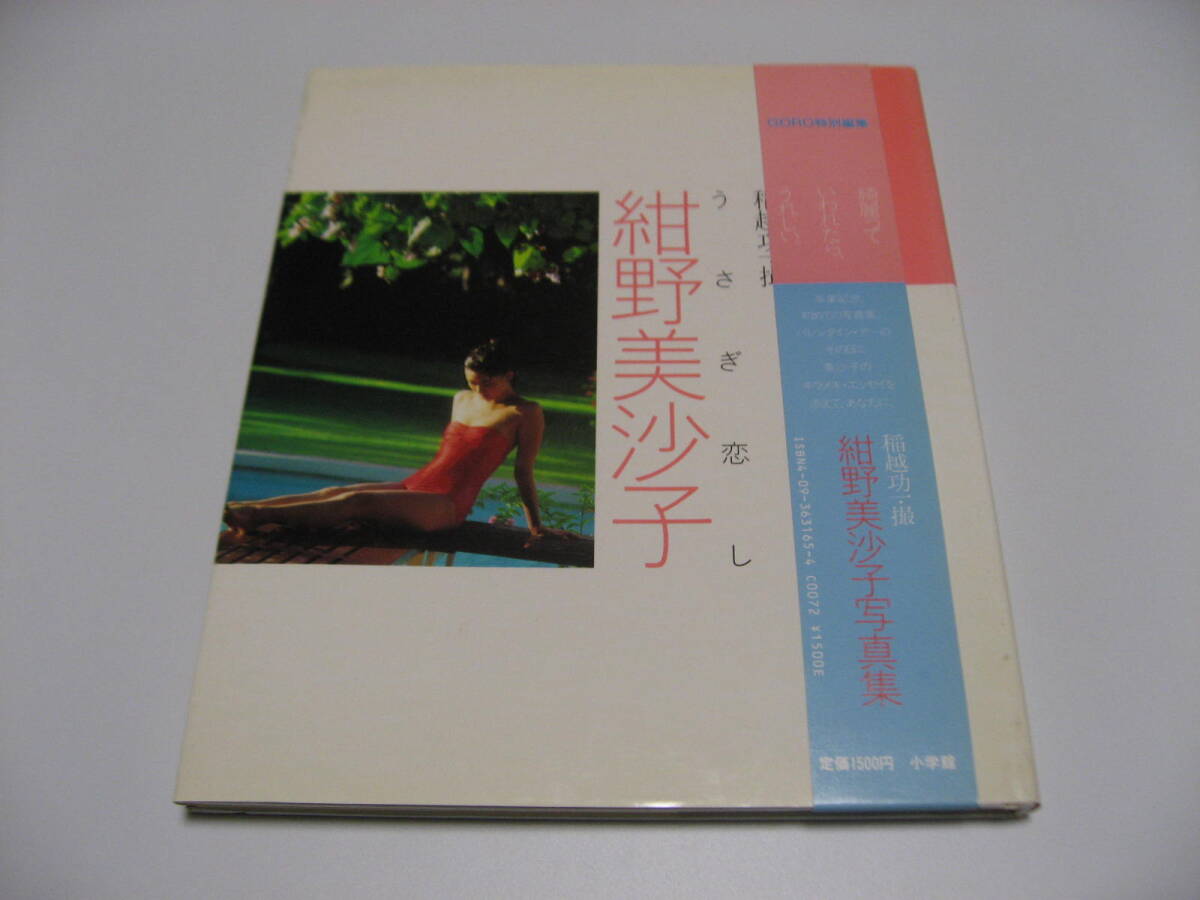 紺野美沙子
うさぎ恋し
稲越功一撮
GORO特別編集
綺麗って
いわれたら、
うれしい。
卒業記念、
初めての写真集。
バレンタイン・デーの
その日に
美沙子の
キラメキ・エッセイを
添えて、あなたに。
稲越功一・撮
紺野美沙子写真集
ISBN4-09-363165-6 C0072 ¥1500E
定価1500円 小学館